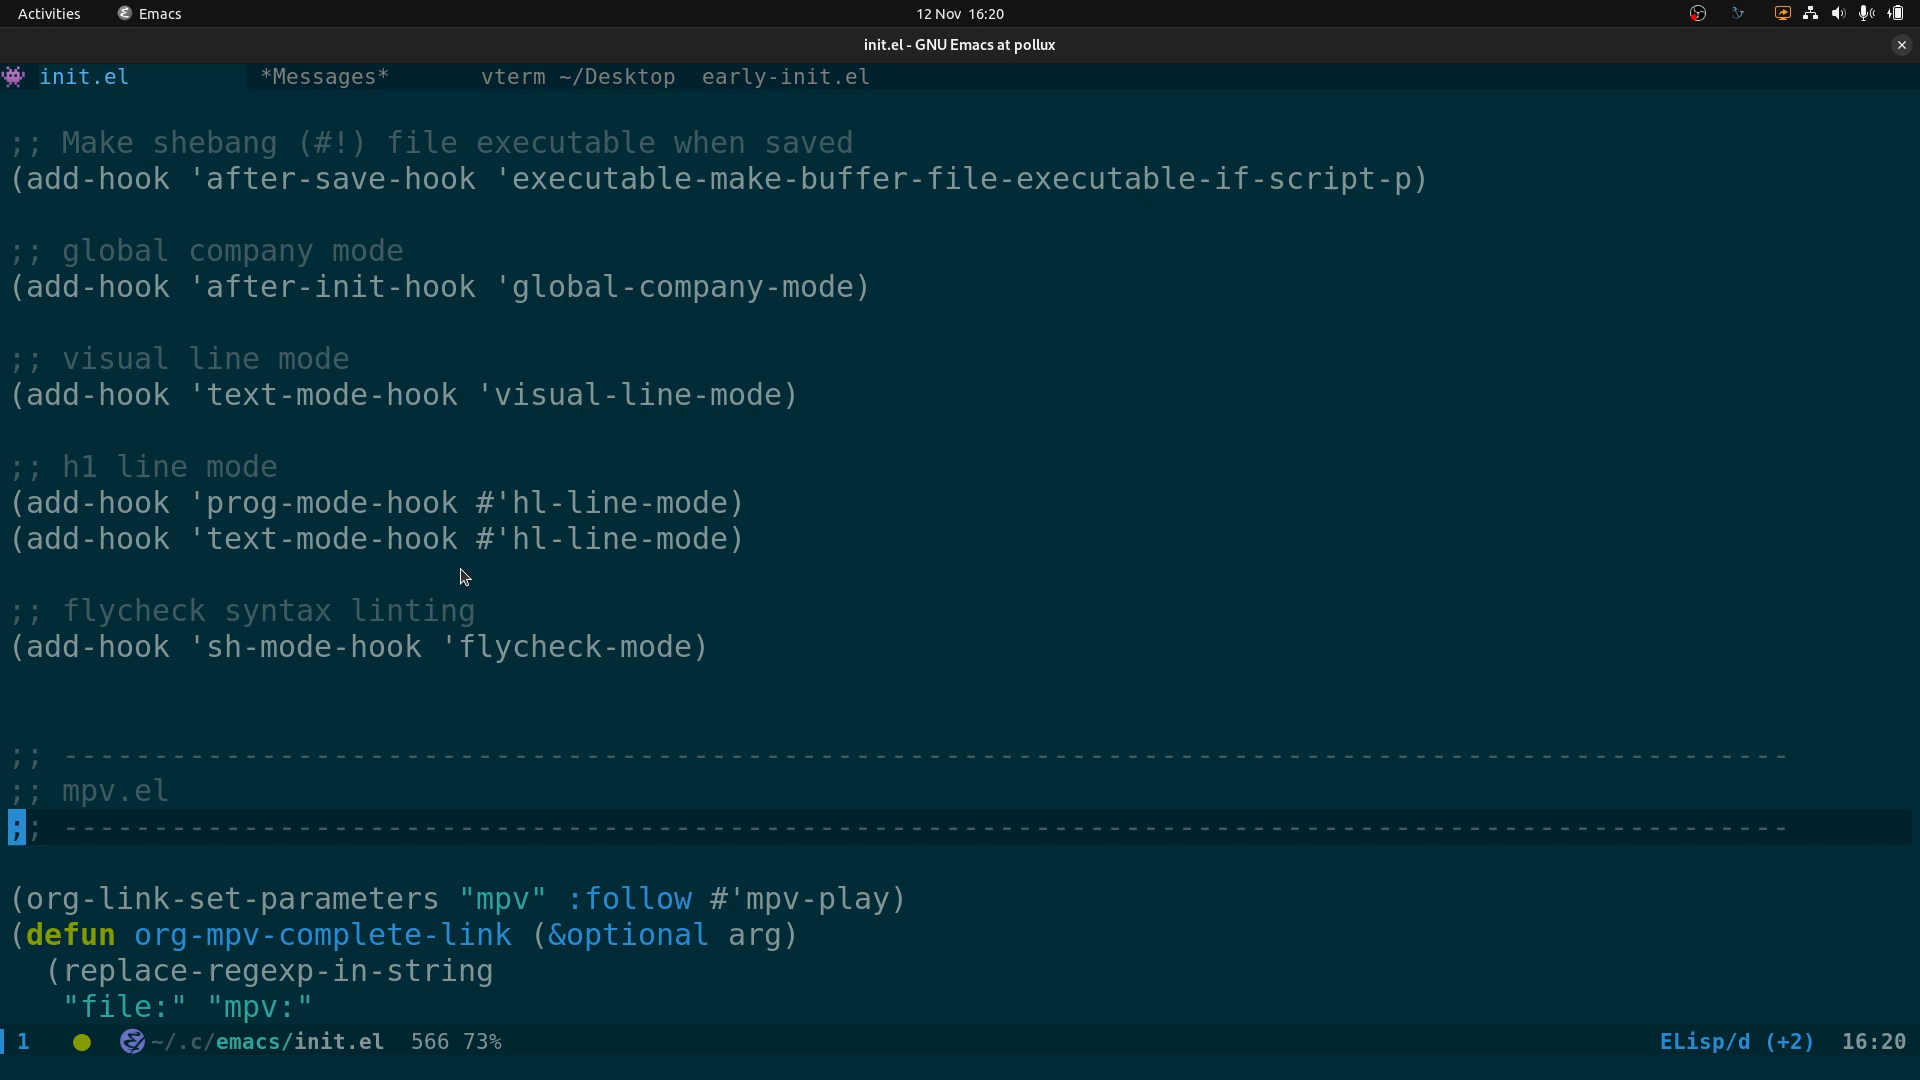 Activities Emacs 12 Nov 16:20
init.el - GNU Emacs at pollux
init.el *Messages* vterm ~/Desktop early-init.el
;; Make shebang (#!) file executable when saved
(add-hook 'after-save-hook 'executable-make-buffer-file-executable-if-script-p)
;; global company mode
(add-hook 'after-init-hook 'global-company-mode)
;; visual line mode
(add-hook 'text-mode-hook 'visual-line-mode)
;; h1 line mode
(add-hook 'prog-mode-hook #'hl-line-mode)
(add-hook 'text-mode-hook #'hl-line-mode)
;; flycheck syntax linting
(add-hook 'sh-mode-hook 'flycheck-mode)
;; ------------------------------------------------------------------------------------------------
;; mpv.el
;; ------------------------------------------------------------------------------------------------
(org-link-set-parameters "mpv" :follow #'mpv-play)
(defun org-mpv-complete-link (&optional arg)
  (replace-regexp-in-string
   "file:" "mpv:"
1 ~/.c/emacs/init.el 566 73% ELisp/d (+2) 16:20